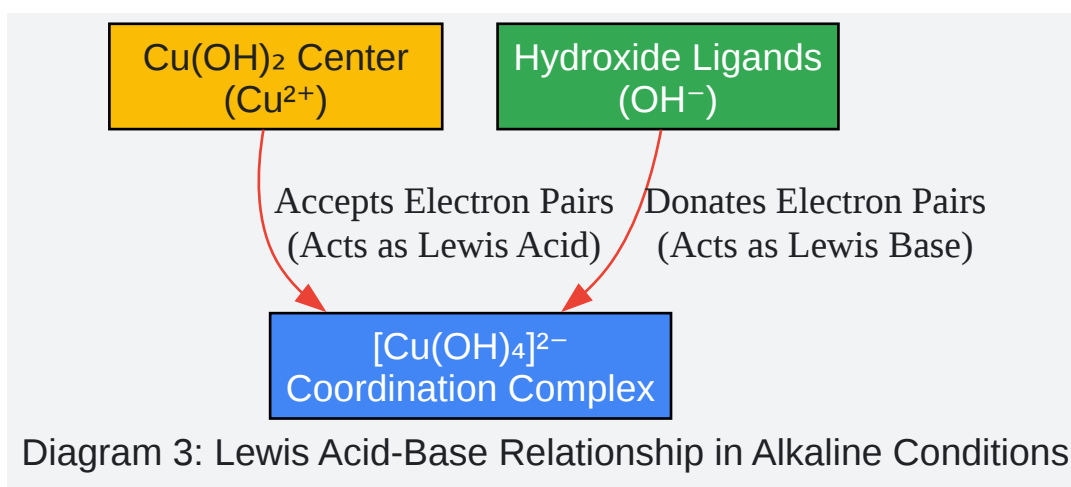 Cu(OH)₂ Center
(Cu²⁺)
Hydroxide Ligands
(OH⁻)
Accepts Electron Pairs
(Acts as Lewis Acid)
Donates Electron Pairs
(Acts as Lewis Base)
[Cu(OH)₄]²⁻
Coordination Complex
Diagram 3: Lewis Acid-Base Relationship in Alkaline Conditions